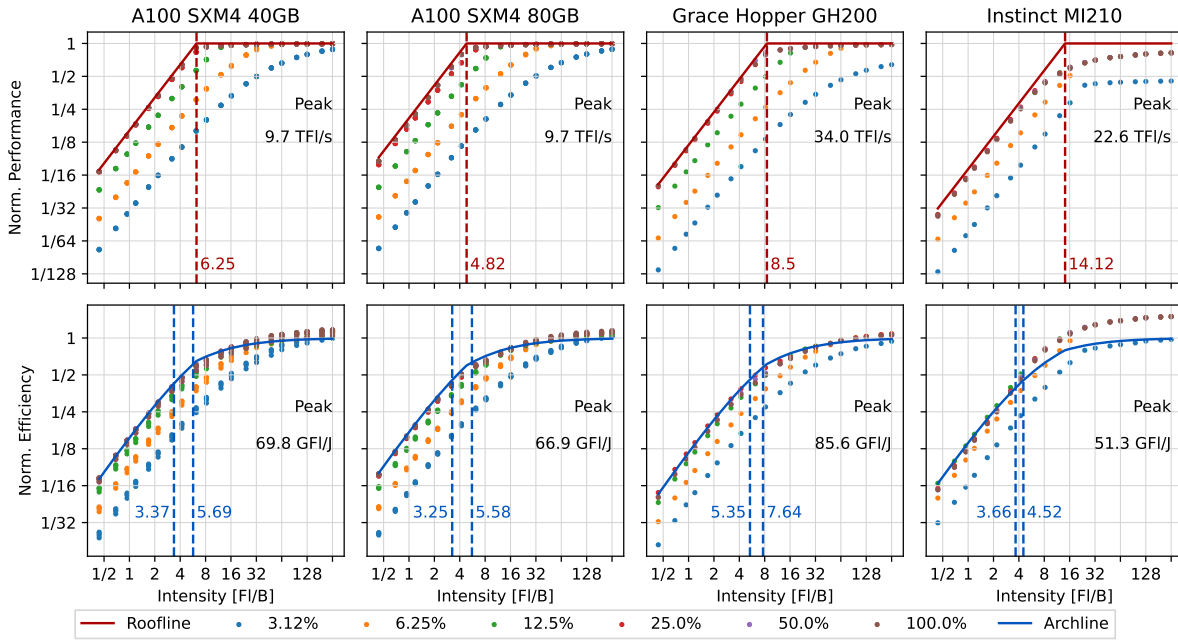 A100 SXM4 40GB
A100 SXM4 80GB
Grace Hopper GH200
Instinct MI210
Norm. Performance
1
1/2
1/4
1/8
1/16
1/32
1/64
1/128
Peak
9.7 TFl/s
6.25
Peak
9.7 TFl/s
4.82
Peak
34.0 TFl/s
8.5
Peak
22.6 TFl/s
14.12
Norm. Efficiency
1
1/2
1/4
1/8
1/16
1/32
Peak
69.8 GFl/J
3.37
5.69
Peak
66.9 GFl/J
3.25
5.58
Peak
85.6 GFl/J
5.35
7.64
Peak
51.3 GFl/J
3.66
4.52
1/2 1 2 4 8 16 32 128
1/2 1 2 4 8 16 32 128
1/2 1 2 4 8 16 32 128
1/2 1 2 4 8 16 32 128
Intensity [Fl/B]
Intensity [Fl/B]
Intensity [Fl/B]
Intensity [Fl/B]
Roofline 3.12% 6.25% 12.5% 25.0% 50.0% 100.0% Archline